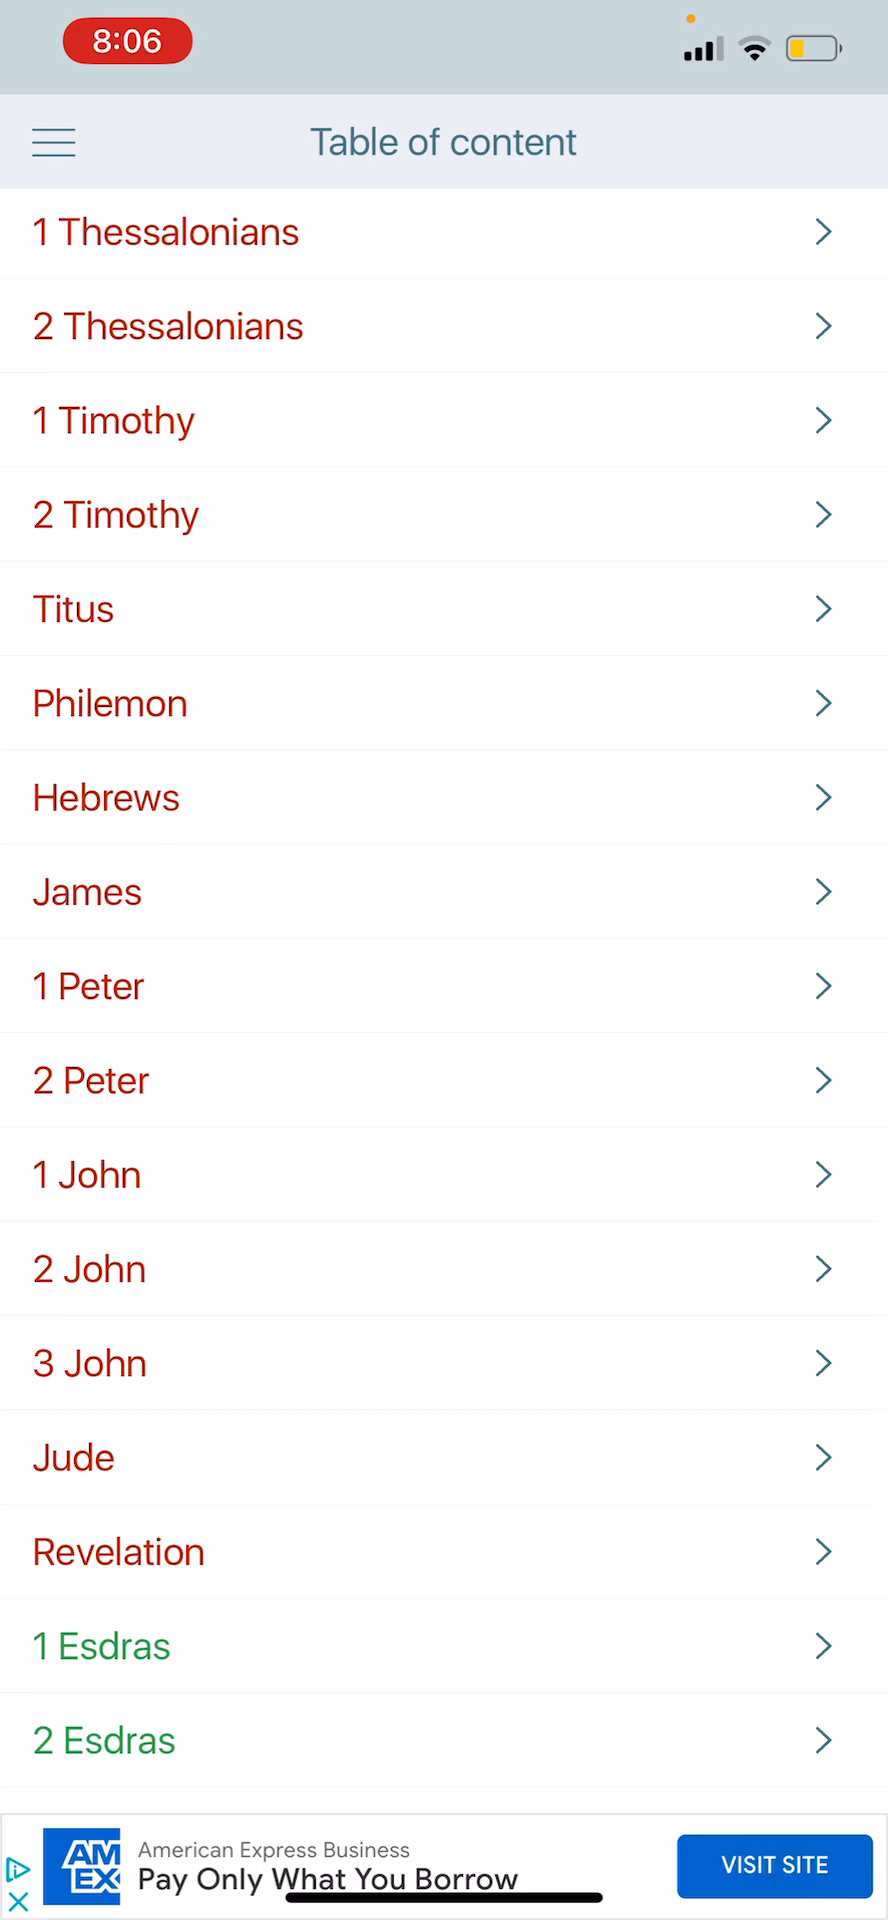 8:06
Table of content
1 Thessalonians
2 Thessalonians
1 Timothy
2 Timothy
Titus
Philemon
Hebrews
James
1 Peter
2 Peter
1 John
2 John
3 John
Jude
Revelation
1 Esdras
2 Esdras
AM
EX
American Express Business
Pay Only What You Borrow
VISIT SITE